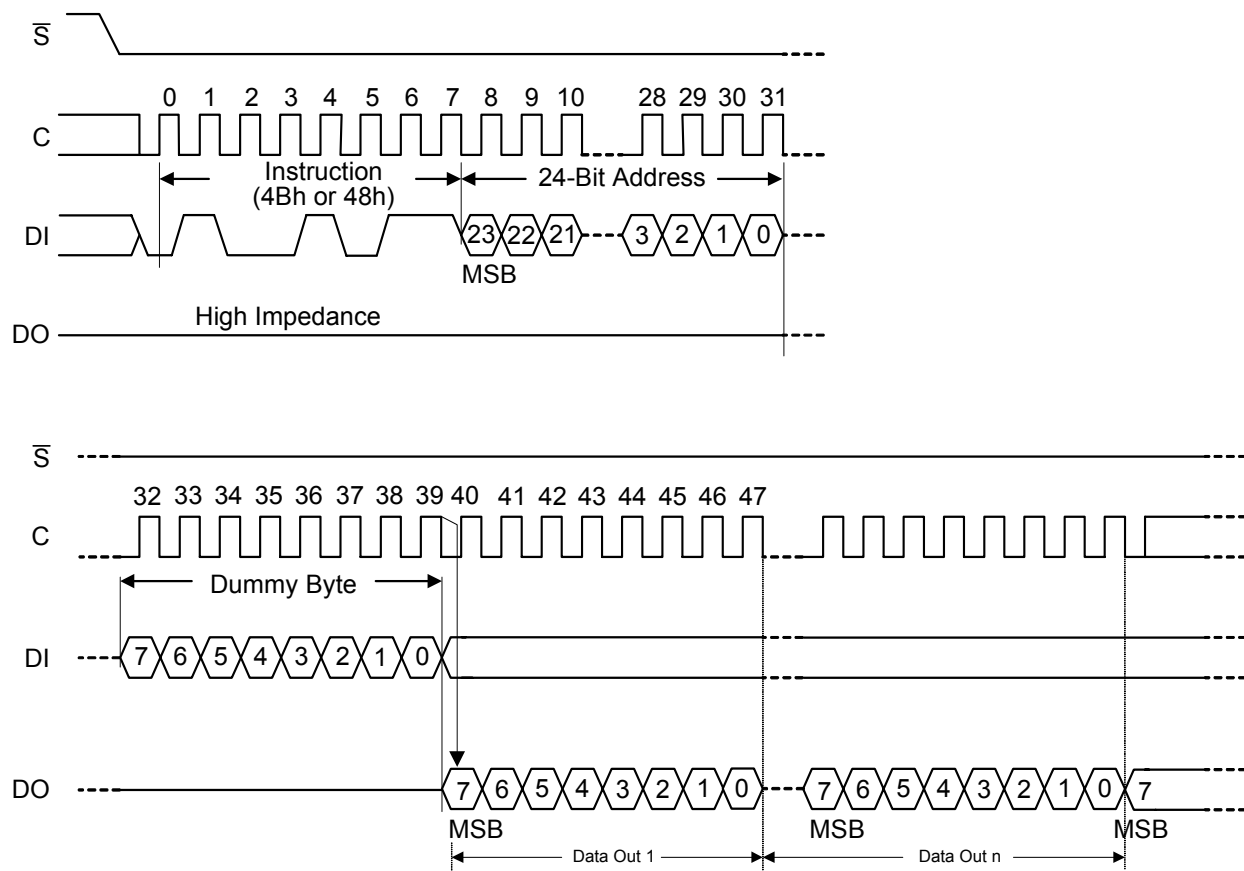 S
0 1 2 3 4 5 6 7 8 9 10 28 29 30 31
C
Instruction
(4Bh or 48h)
24-Bit Address
DI
23 22 21 3 2 1 0
MSB
High Impedance
DO
S
32 33 34 35 36 37 38 39 40 41 42 43 44 45 46 47
C
Dummy Byte
DI
7 6 5 4 3 2 1 0
DO
7 6 5 4 3 2 1 0 7 6 5 4 3 2 1 0 7
MSB MSB MSB
Data Out 1 Data Out n